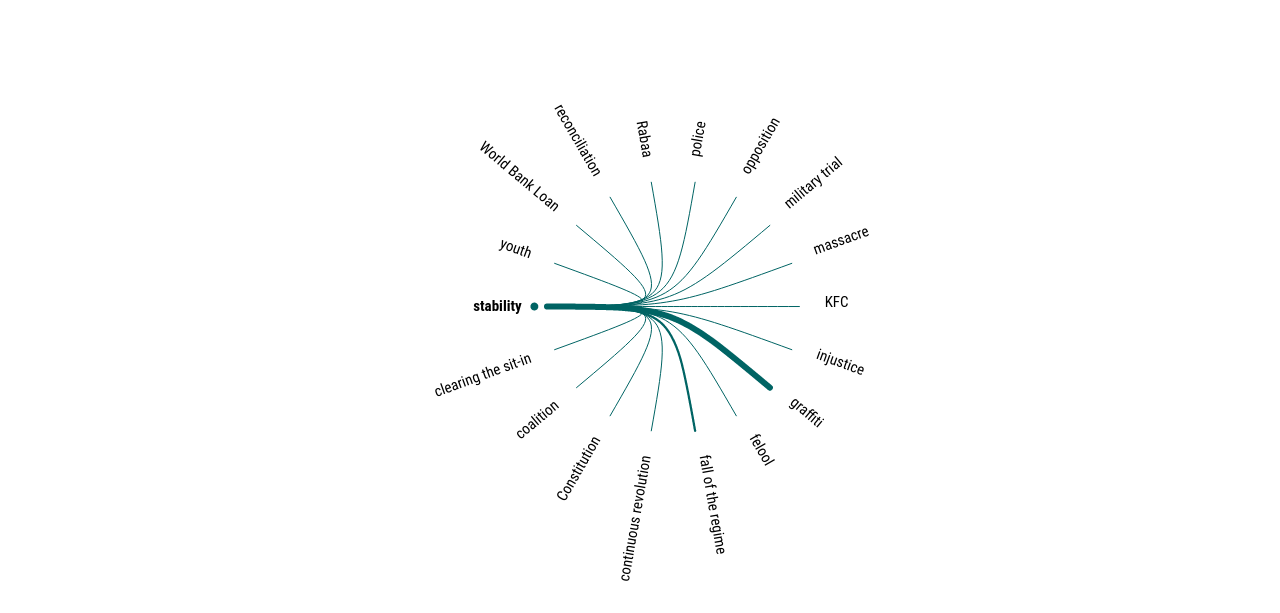 reconciliation
Rabaa
police
opposition
World Bank Loan
military trial
youth
massacre
stability
KFC
clearing the sit-in
injustice
coalition
graffiti
Constitution
felool
continuous revolution
fall of the regime